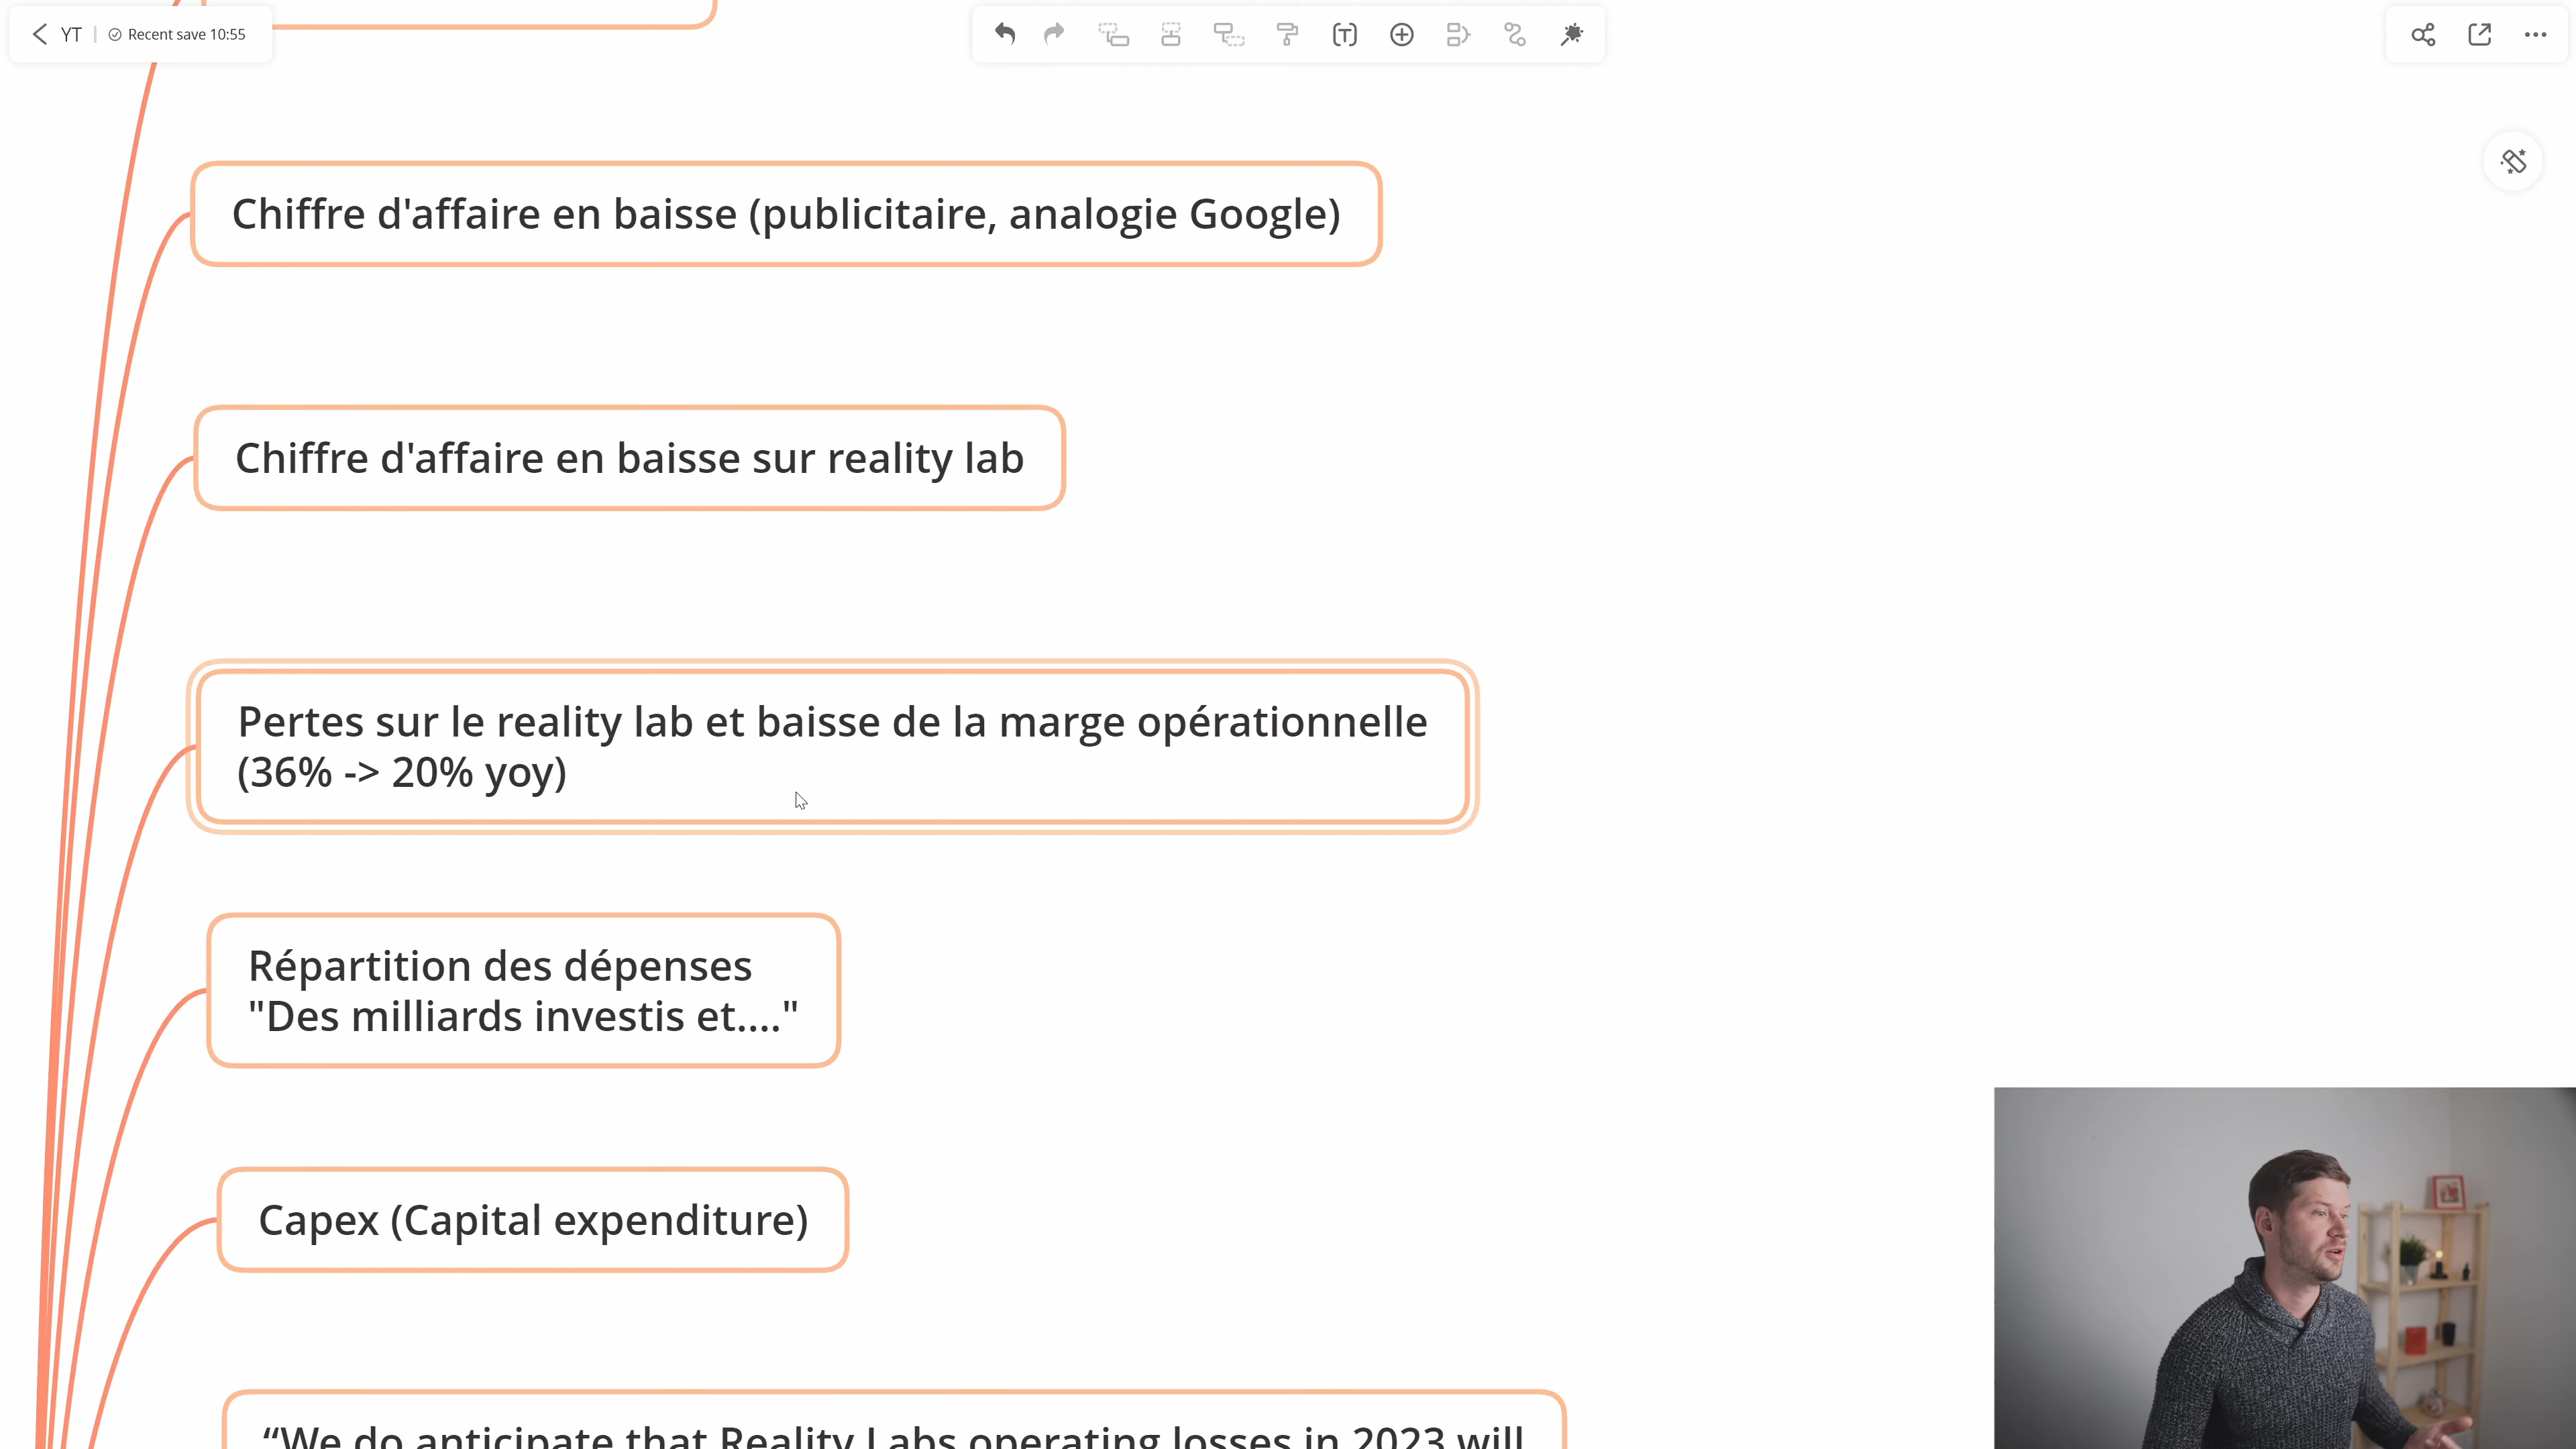 YT
Recent save 10:55
Chiffre d'affaire en baisse (publicitaire, analogie Google)
Chiffre d'affaire en baisse sur reality lab
Pertes sur le reality lab et baisse de la marge opérationnelle
(36% -> 20% yoy)
Répartition des dépenses
"Des milliards investis et...."
Capex (Capital expenditure)
“We do anticipate that Reality Labs operating losses in 2023 will